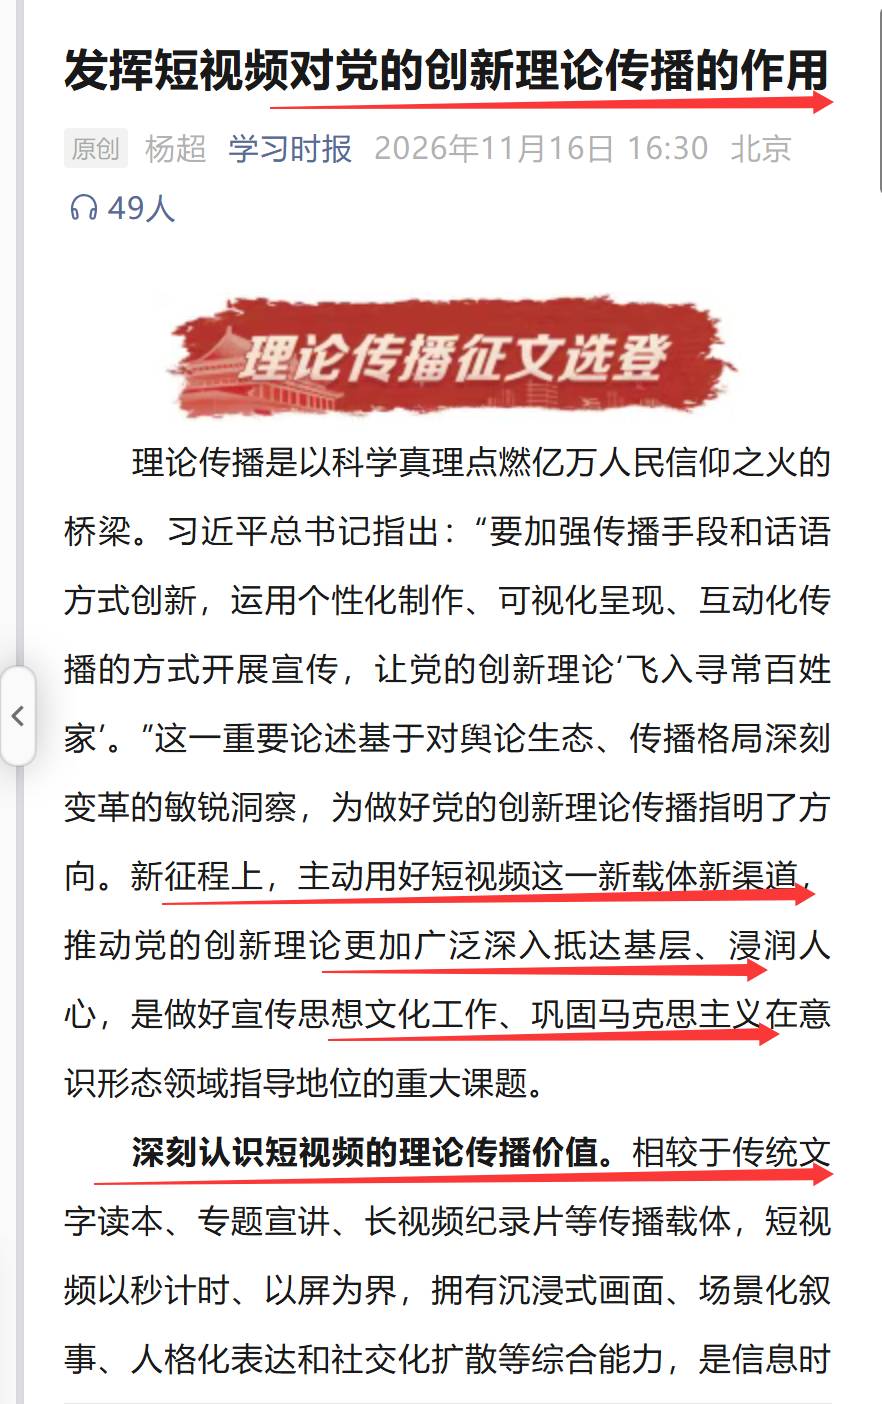 发挥短视频对党的创新理论传播的作用
原创 杨超 学习时报 2026年11月16日 16:30 北京
49人
理论传播征文选登
理论传播是以科学真理点燃亿万人民信仰之火的
桥梁。习近平总书记指出：“要加强传播手段和话语
方式创新，运用个性化制作、可视化呈现、互动化传
播的方式开展宣传，让党的创新理论‘飞入寻常百姓
家’。”这一重要论述基于对舆论生态、传播格局深刻
变革的敏锐洞察，为做好党的创新理论传播指明了方
向。新征程上，主动用好短视频这一新载体新渠道，
推动党的创新理论更加广泛深入抵达基层、浸润人
心，是做好宣传思想文化工作、巩固马克思主义在意
识形态领域指导地位的重大课题。
深刻认识短视频的理论传播价值。相较于传统文
字读本、专题宣讲、长视频纪录片等传播载体，短视
频以秒计时、以屏为界，拥有沉浸式画面、场景化叙
事、人格化表达和社交化扩散等综合能力，是信息时